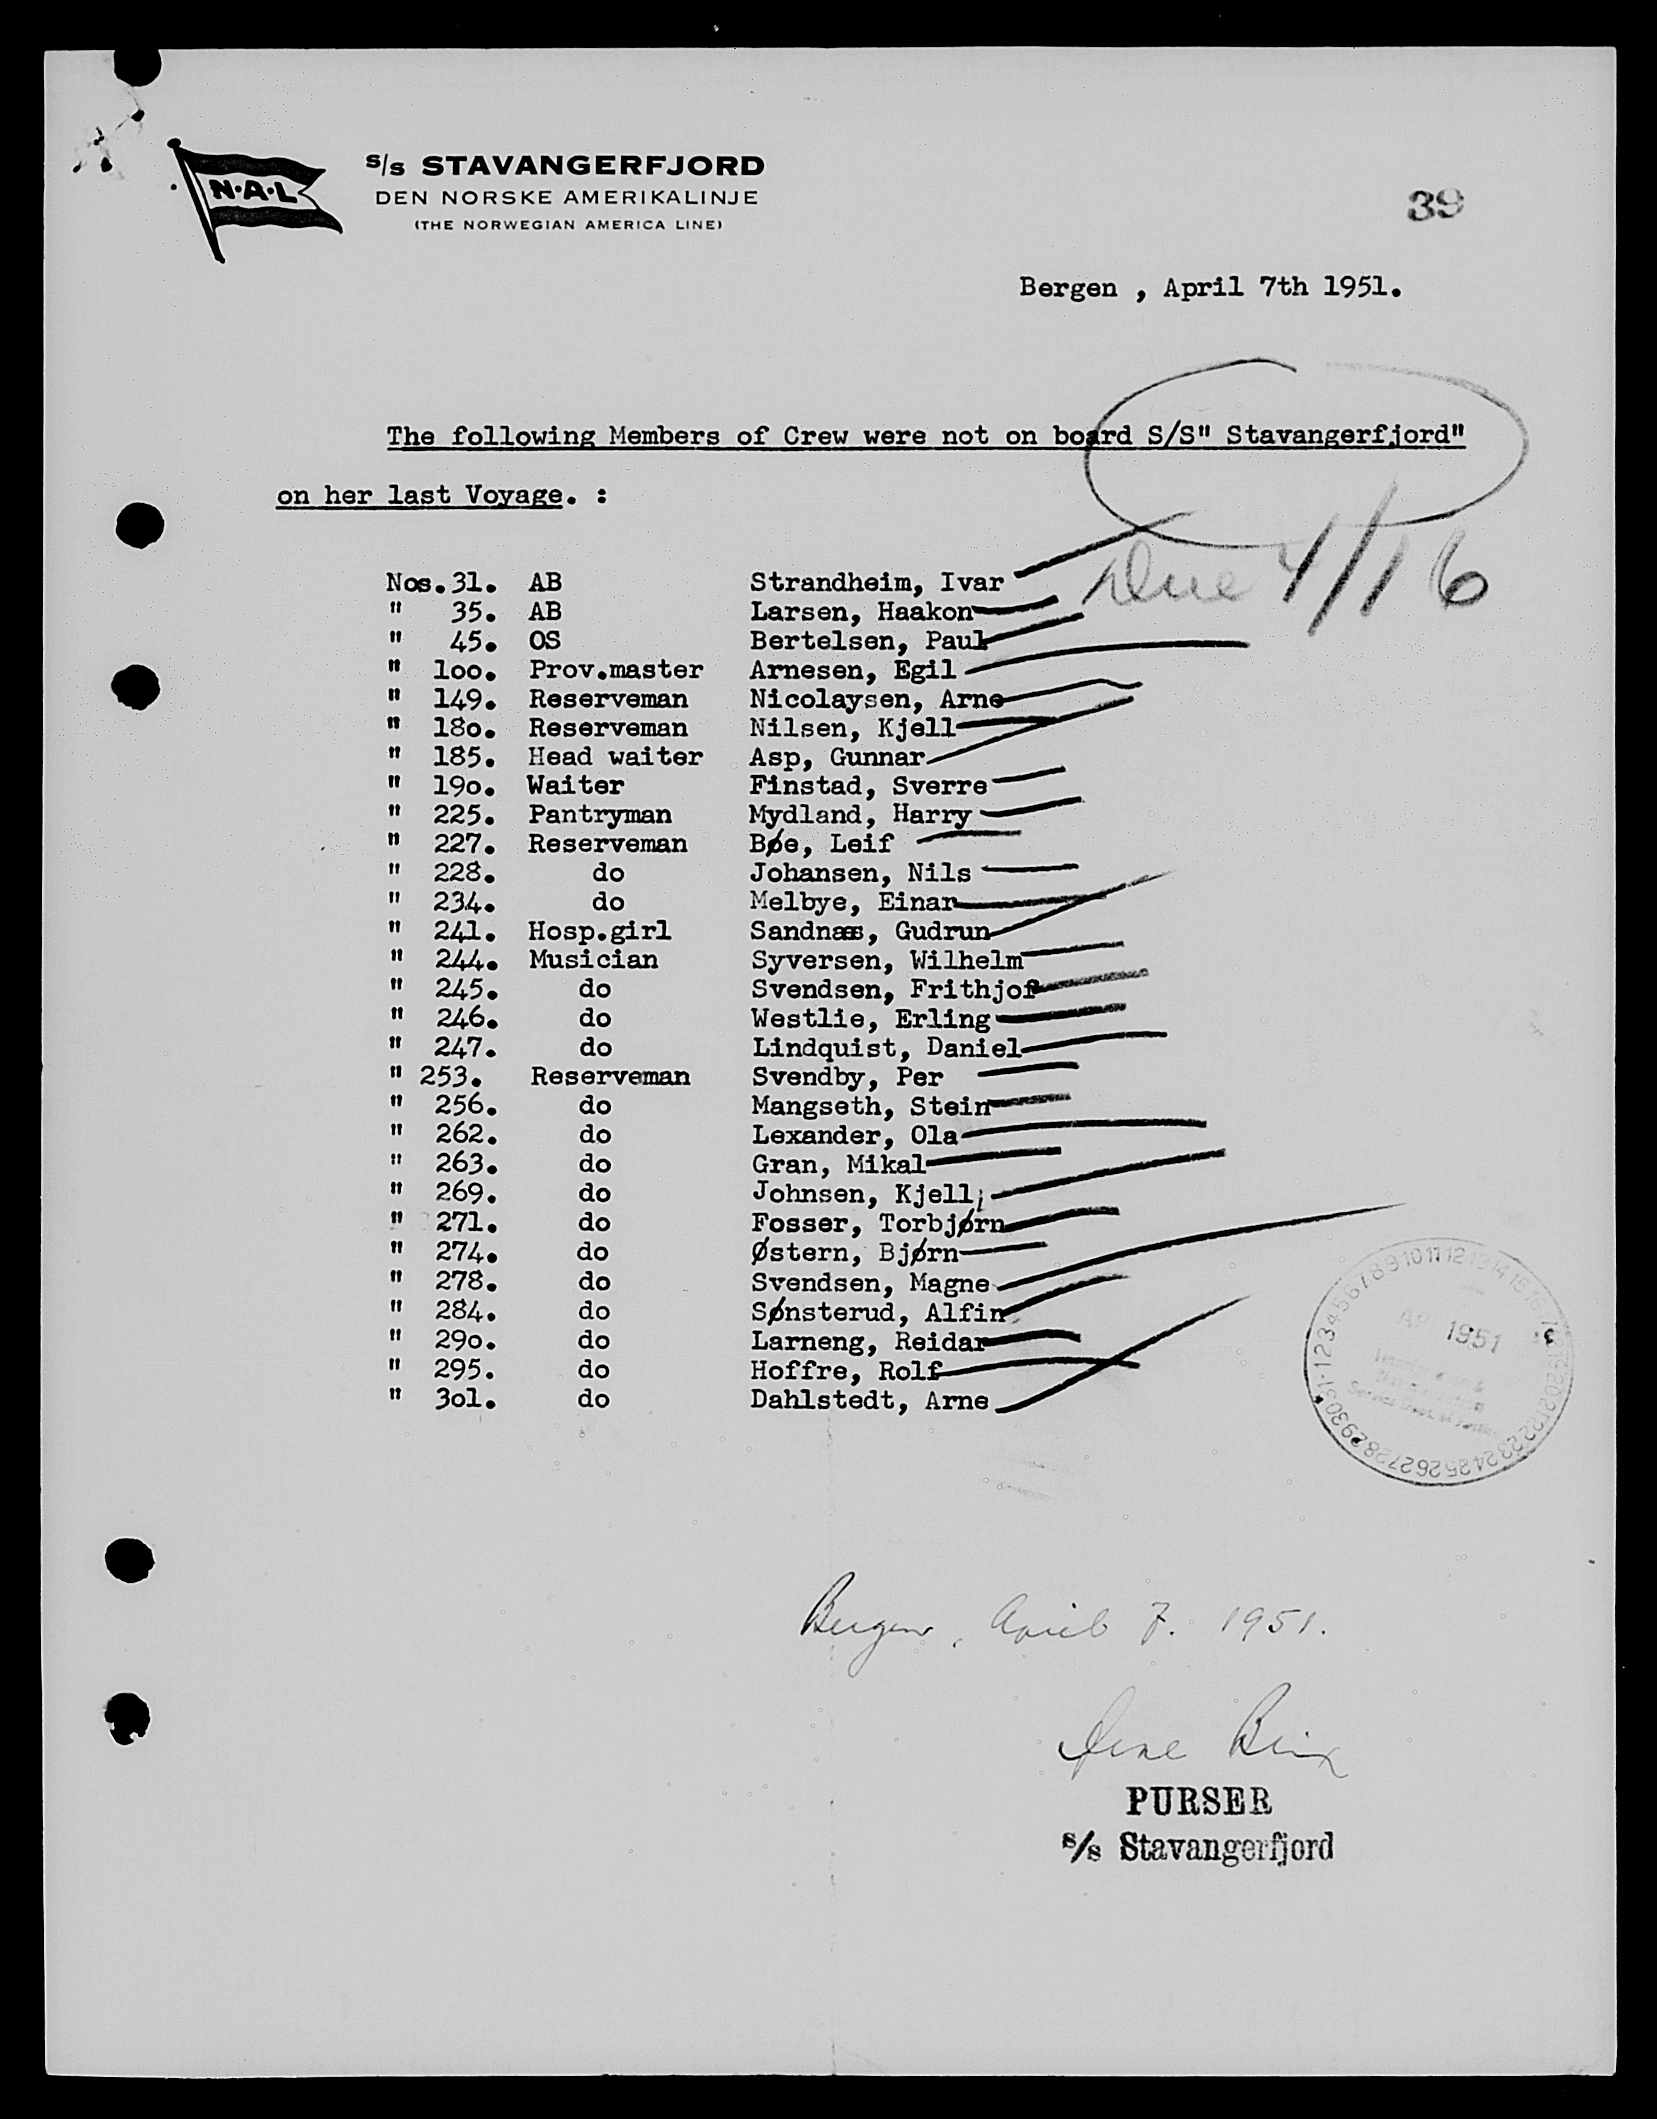 N·A·L
S/S STAVANGERFJORD
DEN NORSKE AMERIKALINJE
(THE NORWEGIAN AMERICA LINE)
39
Bergen , April 7th 1951.
The following Members of Crew were not on board S/S" Stavangerfjord"
on her last Voyage. :
Due 4/16
Nos.31. AB Strandheim, Ivar
" 35. AB Larsen, Haakon
" 45. OS Bertelsen, Paul
" loo. Prov.master Arnesen, Egil
" 149. Reserveman Nicolaysen, Arne
" 18o. Reserveman Nilsen, Kjell
" 185. Head waiter Asp, Gunnar
" 19o. Waiter Finstad, Sverre
" 225. Pantryman Mydland, Harry
" 227. Reserveman Bøe, Leif
" 228. do Johansen, Nils
" 234. do Melbye, Einar
" 241. Hosp.girl Sandnæs, Gudrun
" 244. Musician Syversen, Wilhelm
" 245. do Svendsen, Frithjof
" 246. do Westlie, Erling
" 247. do Lindquist, Daniel
" 253. Reserveman Svendby, Per
" 256. do Mangseth, Stein
" 262. do Lexander, Ola
" 263. do Gran, Mikal
" 269. do Johnsen, Kjell;
" 271. do Fosser, Torbjørn
" 274. do Østern, Bjørn
" 278. do Svendsen, Magne
" 284. do Sønsterud, Alfin
" 29o. do Larneng, Reidar
" 295. do Hoffre, Rolf
" 3ol. do Dahlstedt, Arne
1951
Bergen, April 7. 1951.
PURSER
s/s Stavangerfjord